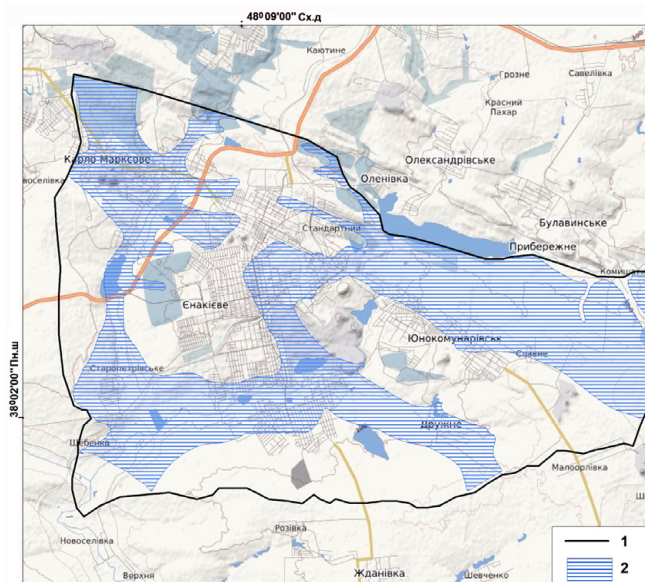 48⁰09'00'' Сх.д
Каютине
Грозне
Савелівка
Красний
Пахар
Карло Марксове
Олександрівське
Оленівка
Булавинське
Стандартний
Прибережне
Комишат
Єнакієве
Юнокомунарівськ
Славне
Старопетрівське
38⁰02'00'' Пн.ш
Дружне
Щебенка
Малоорлівка
Розівка
Новоселівка
Верхня
Жданівка
Шевченко
1
2